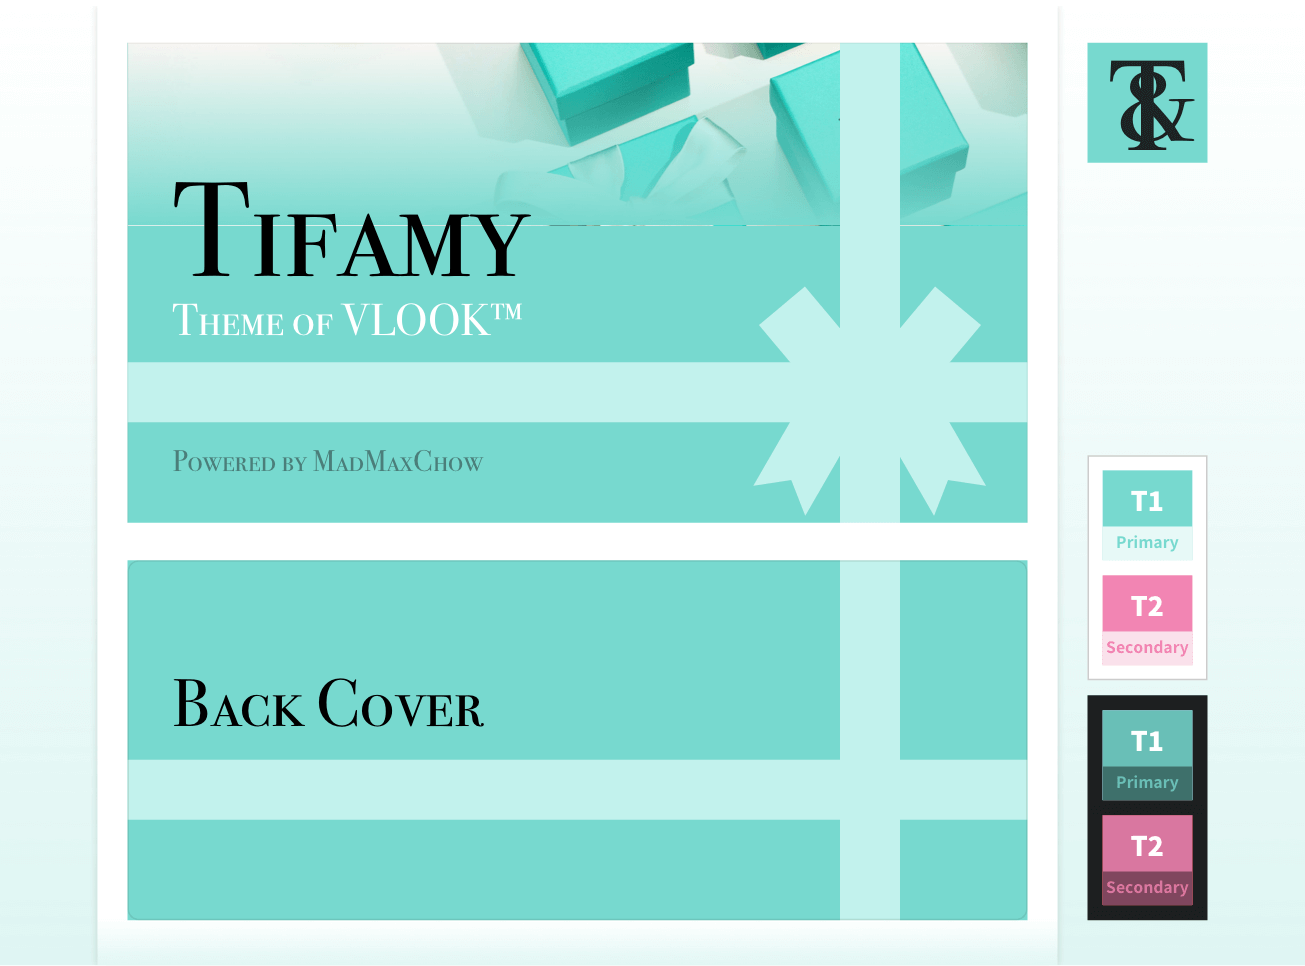 Tifamy
Theme of VLOOK™
Powered by MadMaxChow
Back Cover
T&
T1
Primary
T2
Secondary
T1
Primary
T2
Secondary